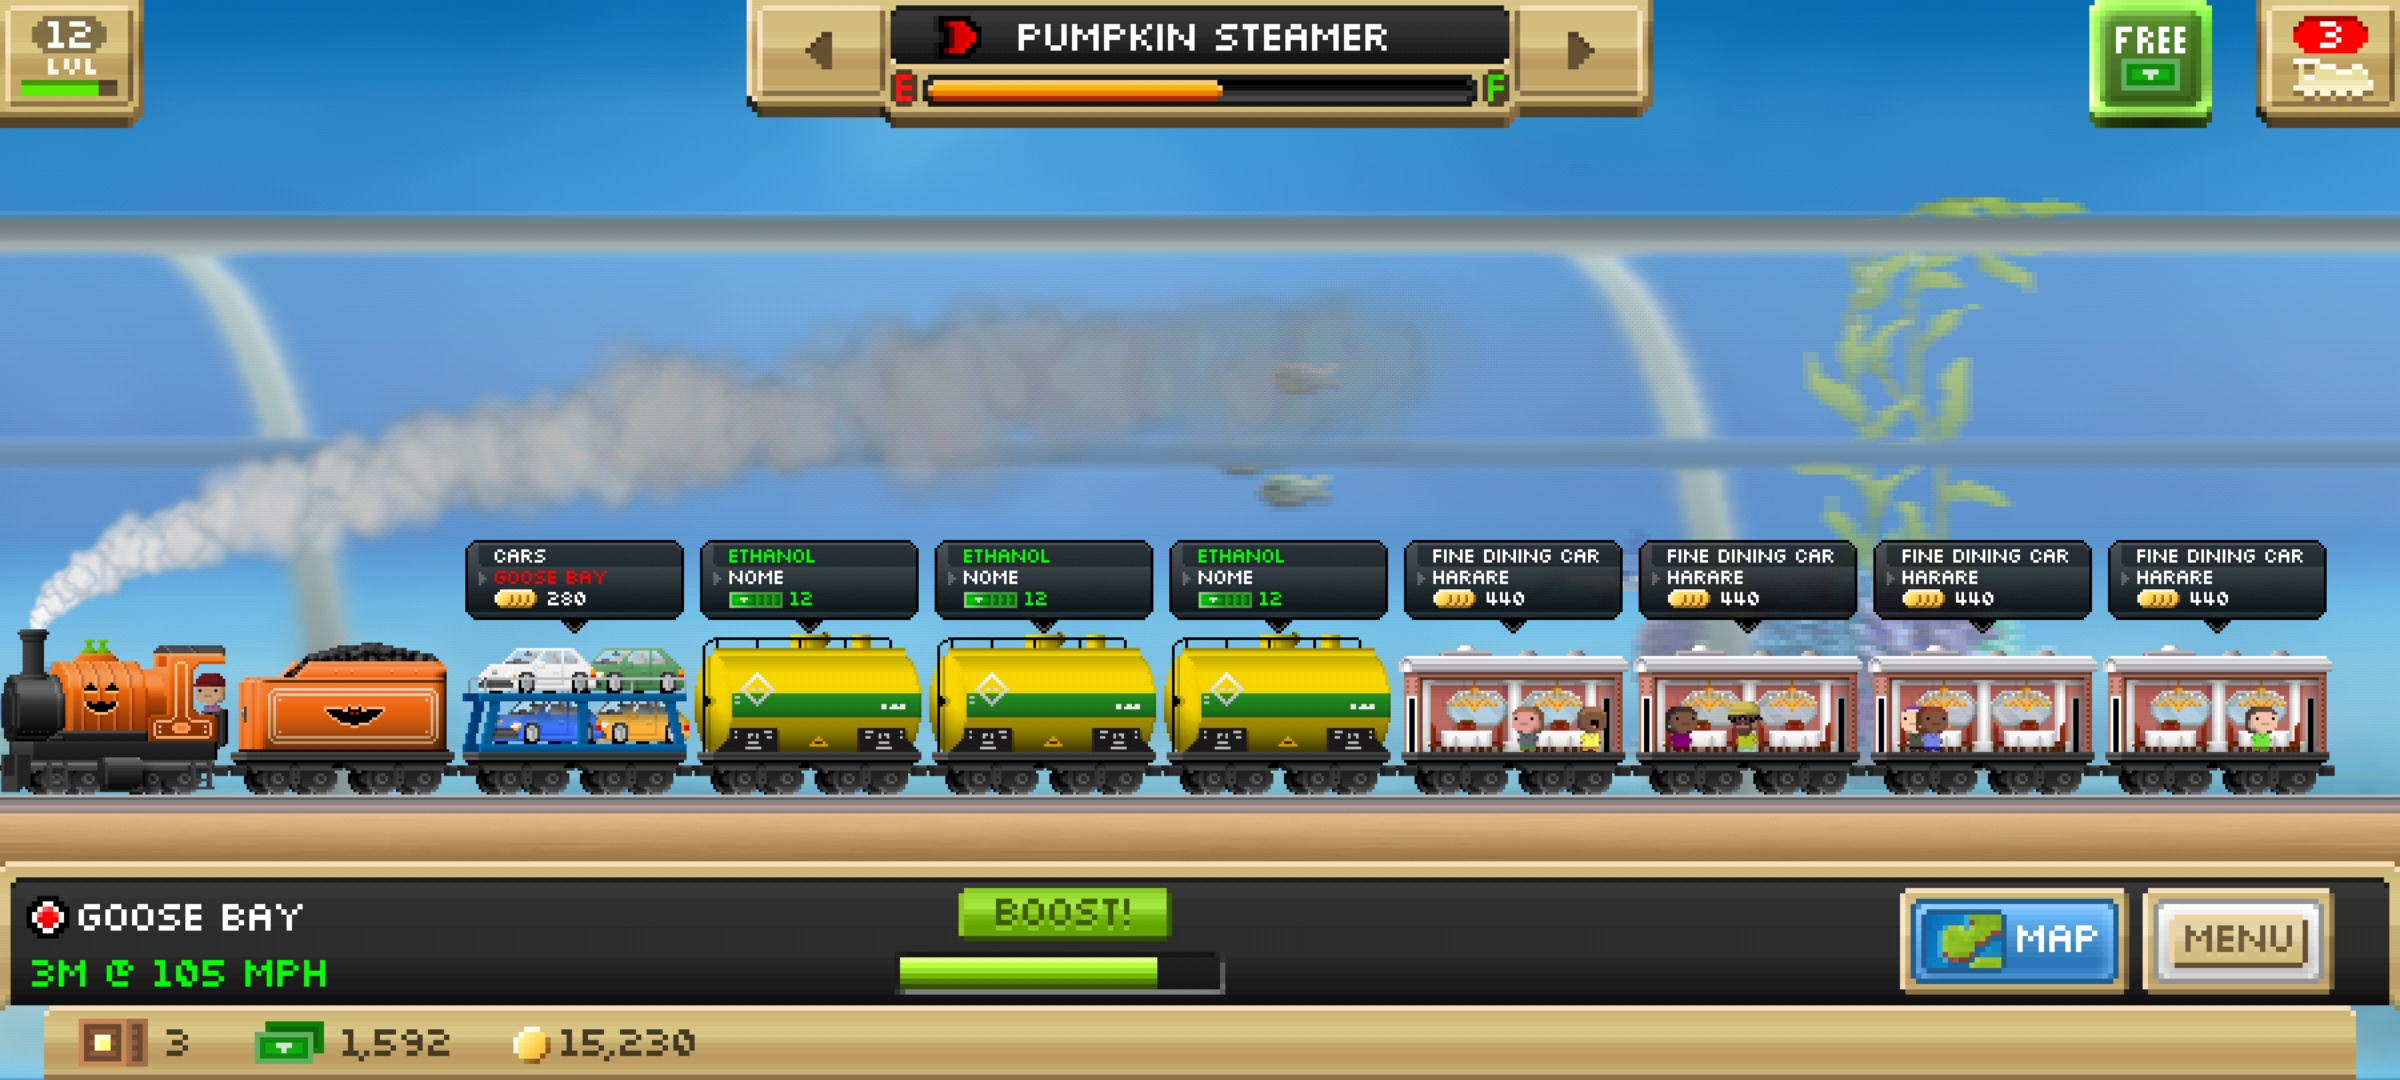 12
LVL
PUMPKIN STEAMER
E F
FREE
3
CARS
GOOSE BAY
280
ETHANOL
NOME
12
ETHANOL
NOME
12
ETHANOL
NOME
12
FINE DINING CAR
HARARE
440
FINE DINING CAR
HARARE
440
FINE DINING CAR
HARARE
440
FINE DINING CAR
HARARE
440
GOOSE BAY
3M @ 105 MPH
BOOST!
MAP
MENU
3 1,592 15,230